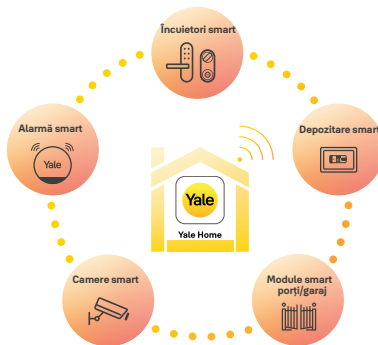 Încuietori smart
Alarmă smart
Yale
Depozitare smart
Yale
Yale Home
Camere smart
Module smart
porți/garaj